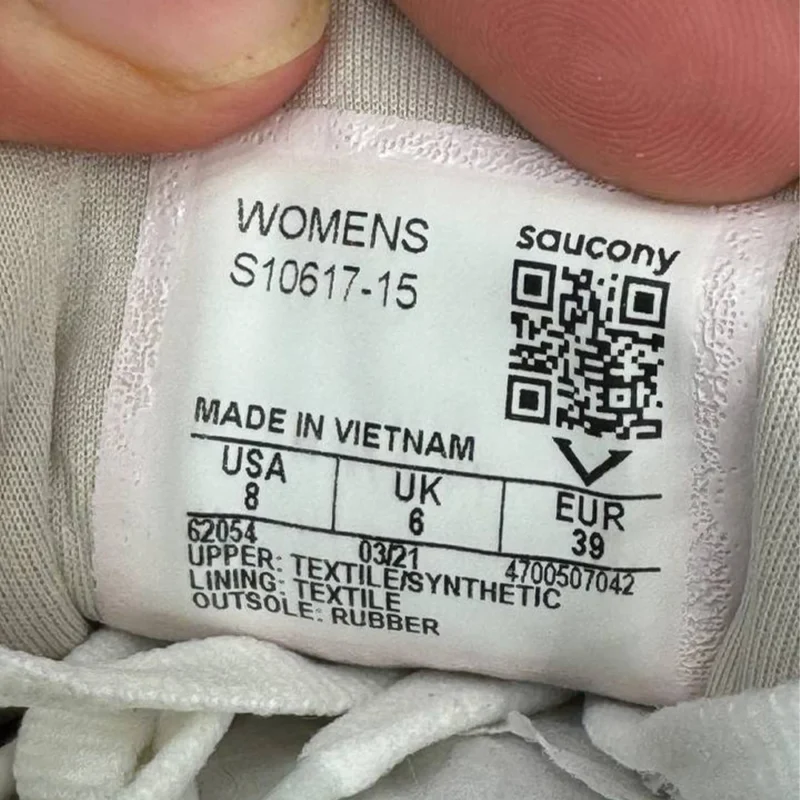 WOMENS
S10617-15
saucony
MADE IN VIETNAM
USA UK EUR
8 6 39
62054 03/21 4700507042
UPPER: TEXTILE/SYNTHETIC
LINING: TEXTILE
OUTSOLE: RUBBER